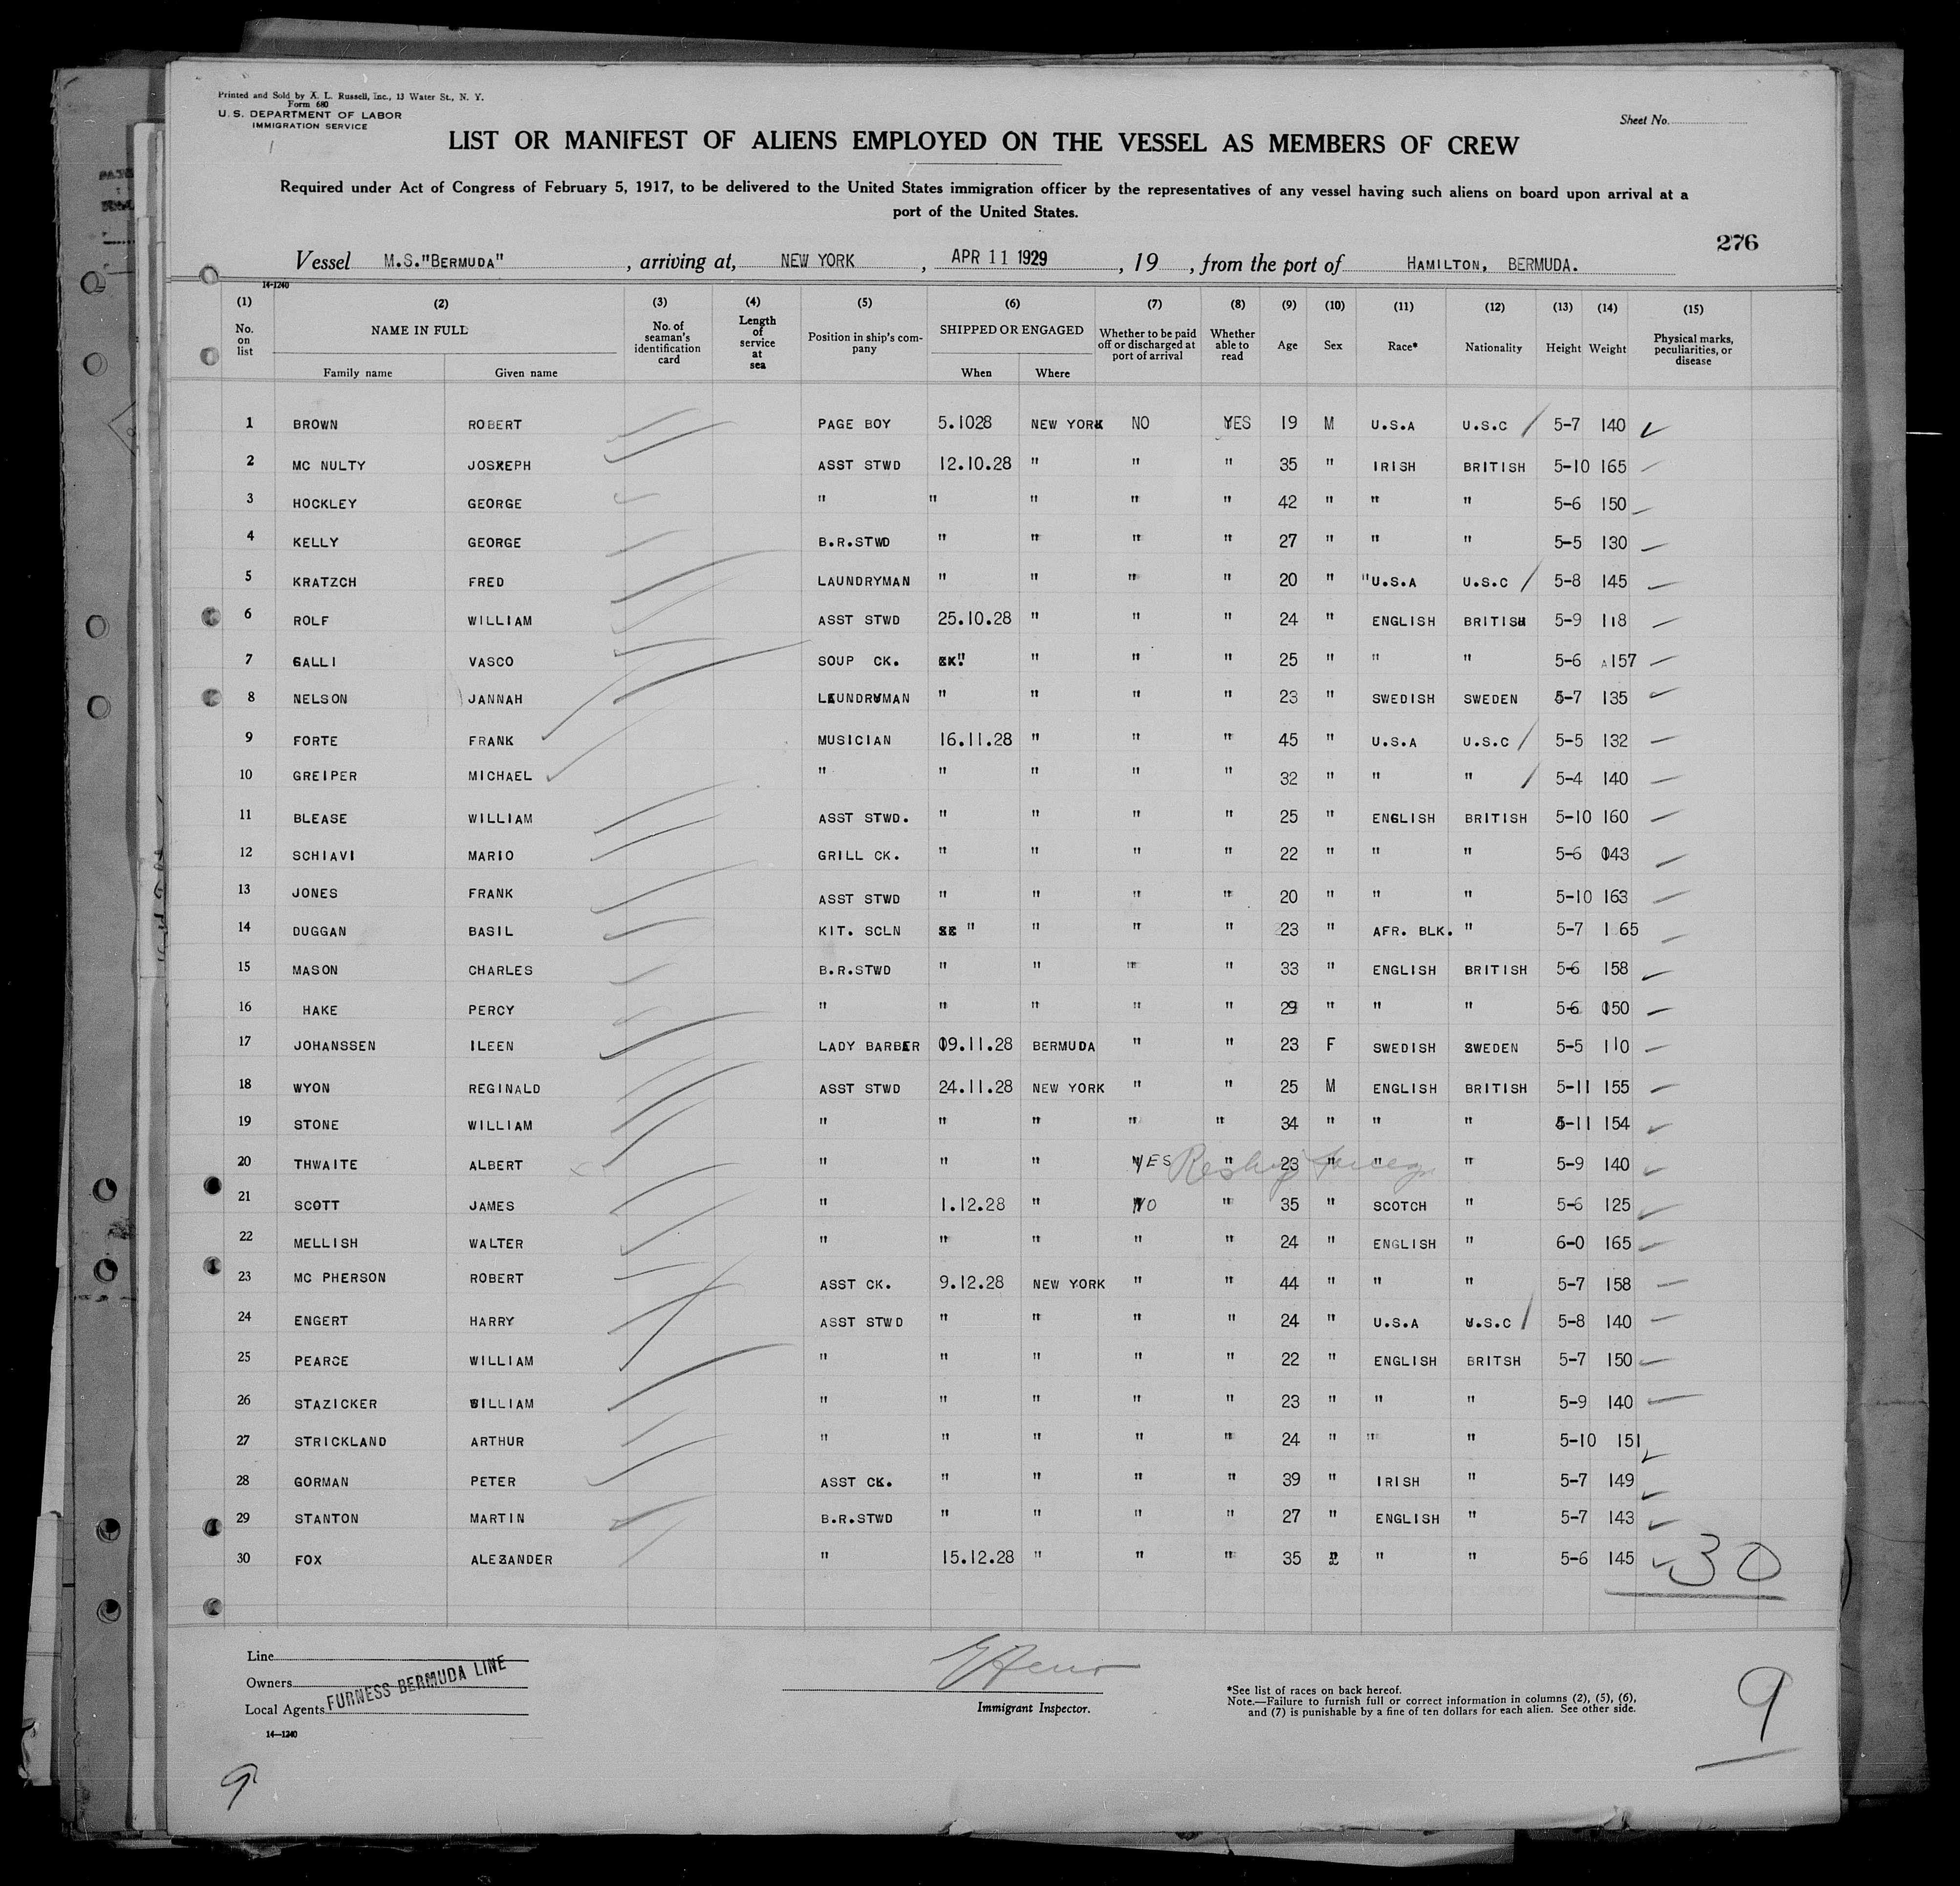 Printed and Sold by A. L. Russell, Inc., 13 Water St., N. Y.
Form 680
U. S. DEPARTMENT OF LABOR
IMMIGRATION SERVICE
Sheet No.
LIST OR MANIFEST OF ALIENS EMPLOYED ON THE VESSEL AS MEMBERS OF CREW
Required under Act of Congress of February 5, 1917, to be delivered to the United States immigration officer by the representatives of any vessel having such aliens on board upon arrival at a
port of the United States.
276
Vessel M.S."BERMUDA" , arriving at, NEW YORK , APR 11 1929 , 19 , from the port of HAMILTON, BERMUDA.
14-1240
(1) (2) (3) (4) (5) (6) (7) (8) (9) (10) (11) (12) (13) (14) (15)
No. on list NAME IN FULL No. of seaman's identification card Length of service at sea Position in ship's company SHIPPED OR ENGAGED Whether to be paid off or discharged at port of arrival Whether able to read Age Sex Race* Nationality Height Weight Physical marks, peculiarities, or disease
Family name Given name When Where
1 BROWN ROBERT PAGE BOY 5.1028 NEW YORK NO YES 19 M U.S.A U.S.C / 5-7 140
2 MC NULTY JOSXEPH ASST STWD 12.10.28 " " " 35 " IRISH BRITISH 5-10 165
3 HOCKLEY GEORGE " " " " " 42 " " " 5-6 150
4 KELLY GEORGE B.R.STWD " " " " 27 " " " 5-5 130
5 KRATZCH FRED LAUNDRYMAN " " " " 20 " "U.S.A U.S.C / 5-8 145
6 ROLF WILLIAM ASST STWD 25.10.28 " " " 24 " ENGLISH BRITISH 5-9 118
7 GALLI VASCO SOUP CK. " " " " 25 " " " 5-6 157
8 NELSON JANNAH LAUNDRYMAN " " " " 23 " SWEDISH SWEDEN 5-7 135
9 FORTE FRANK MUSICIAN 16.11.28 " " " 45 " U.S.A U.S.C / 5-5 132
10 GREIPER MICHAEL " " " " " 32 " " " / 5-4 140
11 BLEASE WILLIAM ASST STWD. " " " " 25 " ENGLISH BRITISH 5-10 160
12 SCHIAVI MARIO GRILL CK. " " " " 22 " " " 5-6 043
13 JONES FRANK ASST STWD " " " " 20 " " " 5-10 163
14 DUGGAN BASIL KIT. SCLN " " " " 23 " AFR. BLK. " 5-7 165
15 MASON CHARLES B.R.STWD " " " " 33 " ENGLISH BRITISH 5-6 158
16 HAKE PERCY " " " " " 29 " " " 5-6 050
17 JOHANSSEN ILEEN LADY BARBER 09.11.28 BERMUDA " " 23 F SWEDISH SWEDEN 5-5 110
18 WYON REGINALD ASST STWD 24.11.28 NEW YORK " " 25 M ENGLISH BRITISH 5-11 155
19 STONE WILLIAM " " " " " 34 " " " 5-11 154
20 THWAITE ALBERT " " " YES " 23 " " " 5-9 140
21 SCOTT JAMES " 1.12.28 " NO " 35 " SCOTCH " 5-6 125
22 MELLISH WALTER " " " " " 24 " ENGLISH " 6-0 165
23 MC PHERSON ROBERT ASST CK. 9.12.28 NEW YORK " " 44 " " " 5-7 158
24 ENGERT HARRY ASST STWD " " " " 24 " U.S.A U.S.C / 5-8 140
25 PEARCE WILLIAM " " " " " 22 " ENGLISH BRITSH 5-7 150
26 STAZICKER WILLIAM " " " " " 23 " " " 5-9 140
27 STRICKLAND ARTHUR " " " " " 24 " " " 5-10 151
28 GORMAN PETER ASST CK. " " " " 39 " IRISH " 5-7 149
29 STANTON MARTIN B.R.STWD " " " " 27 " ENGLISH " 5-7 143
30 FOX ALEZANDER " 15.12.28 " " " 35 " " " 5-6 145
30
Line
Owners
Local Agents FURNESS BERMUDA LINE
14—1240
Immigrant Inspector.
*See list of races on back hereof.
Note.—Failure to furnish full or correct information in columns (2), (5), (6),
and (7) is punishable by a fine of ten dollars for each alien. See other side.
9
9